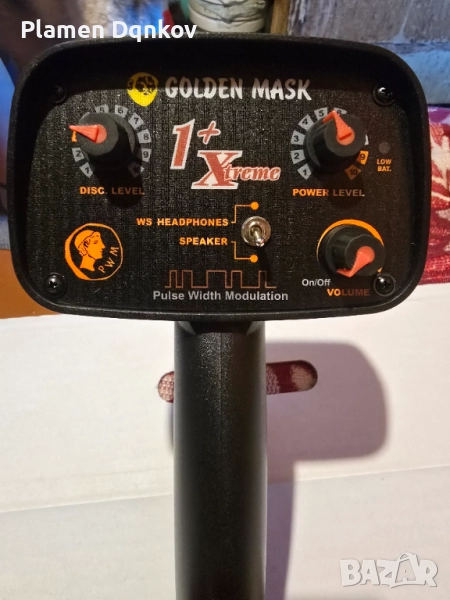 Plamen Dqnkov
GOLDEN MASK
1+
Xtreme
DISC. LEVEL
POWER LEVEL
LOW
BAT.
WS HEADPHONES
SPEAKER
PWM
On/Off
VOLUME
Pulse Width Modulation
BAZAR